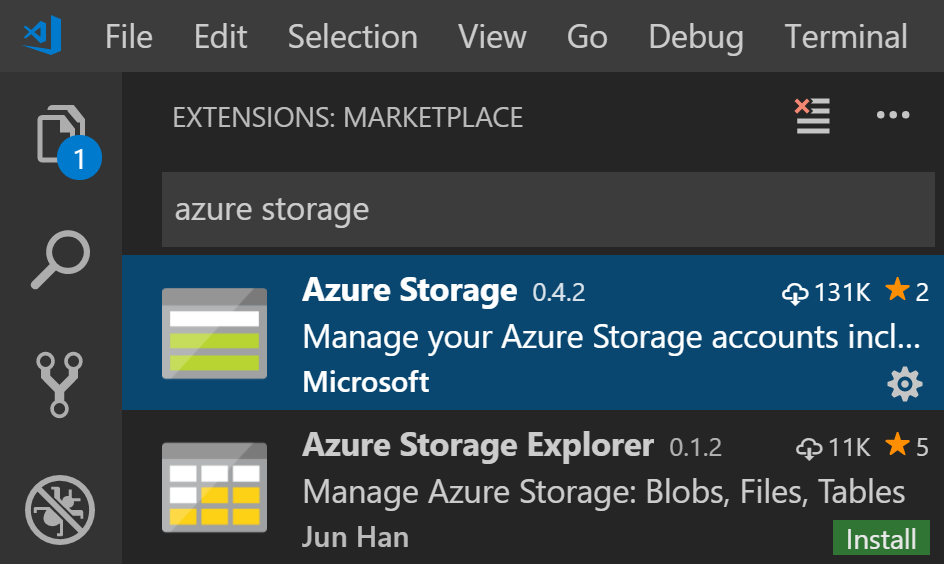 File Edit Selection View Go Debug Terminal
EXTENSIONS: MARKETPLACE
1
azure storage
Azure Storage 0.4.2 131K 2
Manage your Azure Storage accounts incl...
Microsoft
Azure Storage Explorer 0.1.2 11K 5
Manage Azure Storage: Blobs, Files, Tables
Jun Han Install